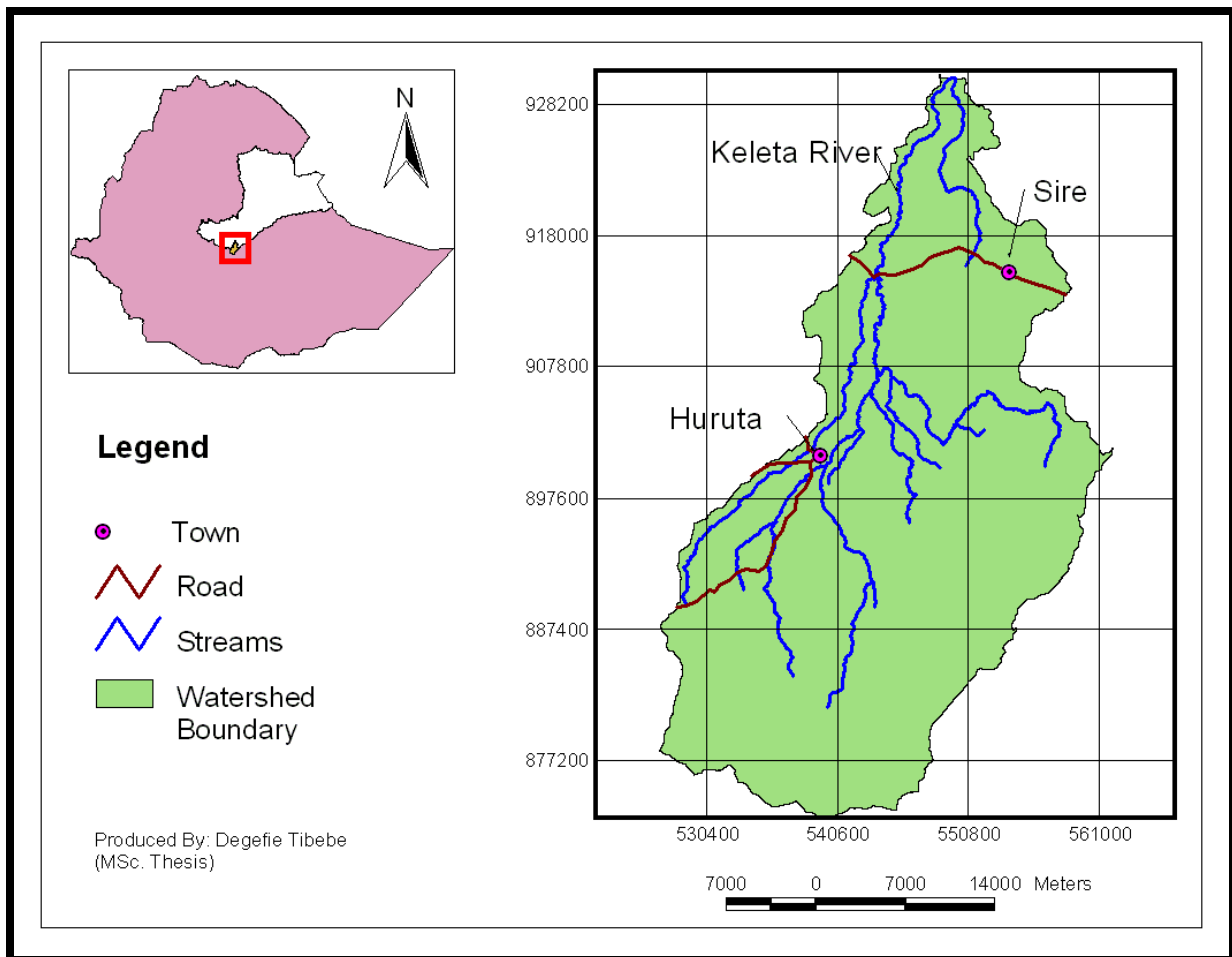 N
928200
Keleta River
Sire
918000
907800
Huruta
Legend
897600
Town
Road
887400
Streams
Watershed
Boundary
877200
530400 540600 550800 561000
Produced By: Degefie Tibebe
(MSc. Thesis)
7000 0 7000 14000 Meters